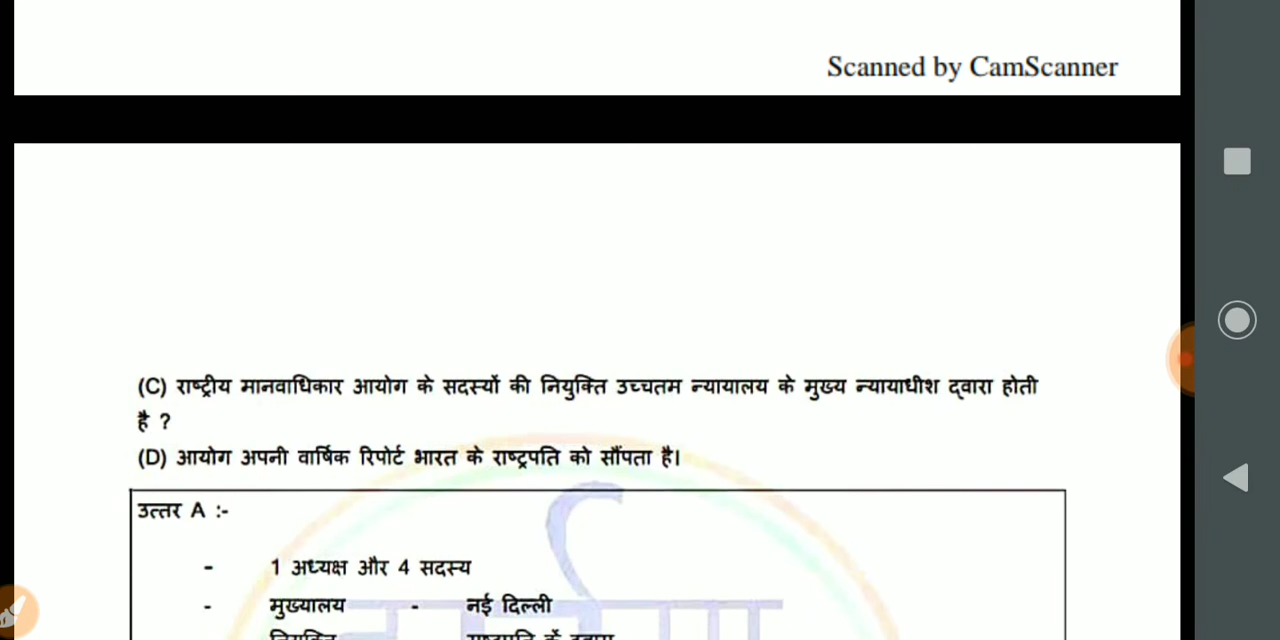 Scanned by CamScanner
(C) राष्ट्रीय मानवाधिकार आयोग के सदस्यों की नियुक्ति उच्चतम न्यायालय के मुख्य न्यायाधीश द्वारा होती
है ?
(D) आयोग अपनी वार्षिक रिपोर्ट भारत के राष्ट्रपति को सौंपता है।
उत्तर A :-
- 1 अध्यक्ष और 4 सदस्य
- मुख्यालय - नई दिल्ली